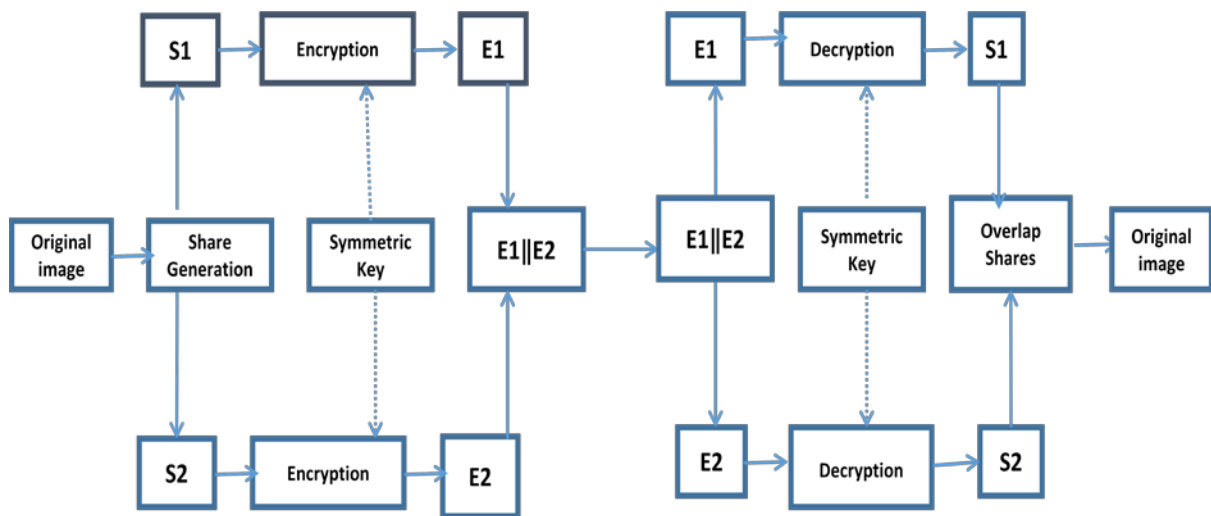 S1
Encryption
E1
E1
Decryption
S1
Original
image
Share
Generation
Symmetric
Key
E1||E2
E1||E2
Symmetric
Key
Overlap
Shares
Original
image
S2
Encryption
E2
E2
Decryption
S2